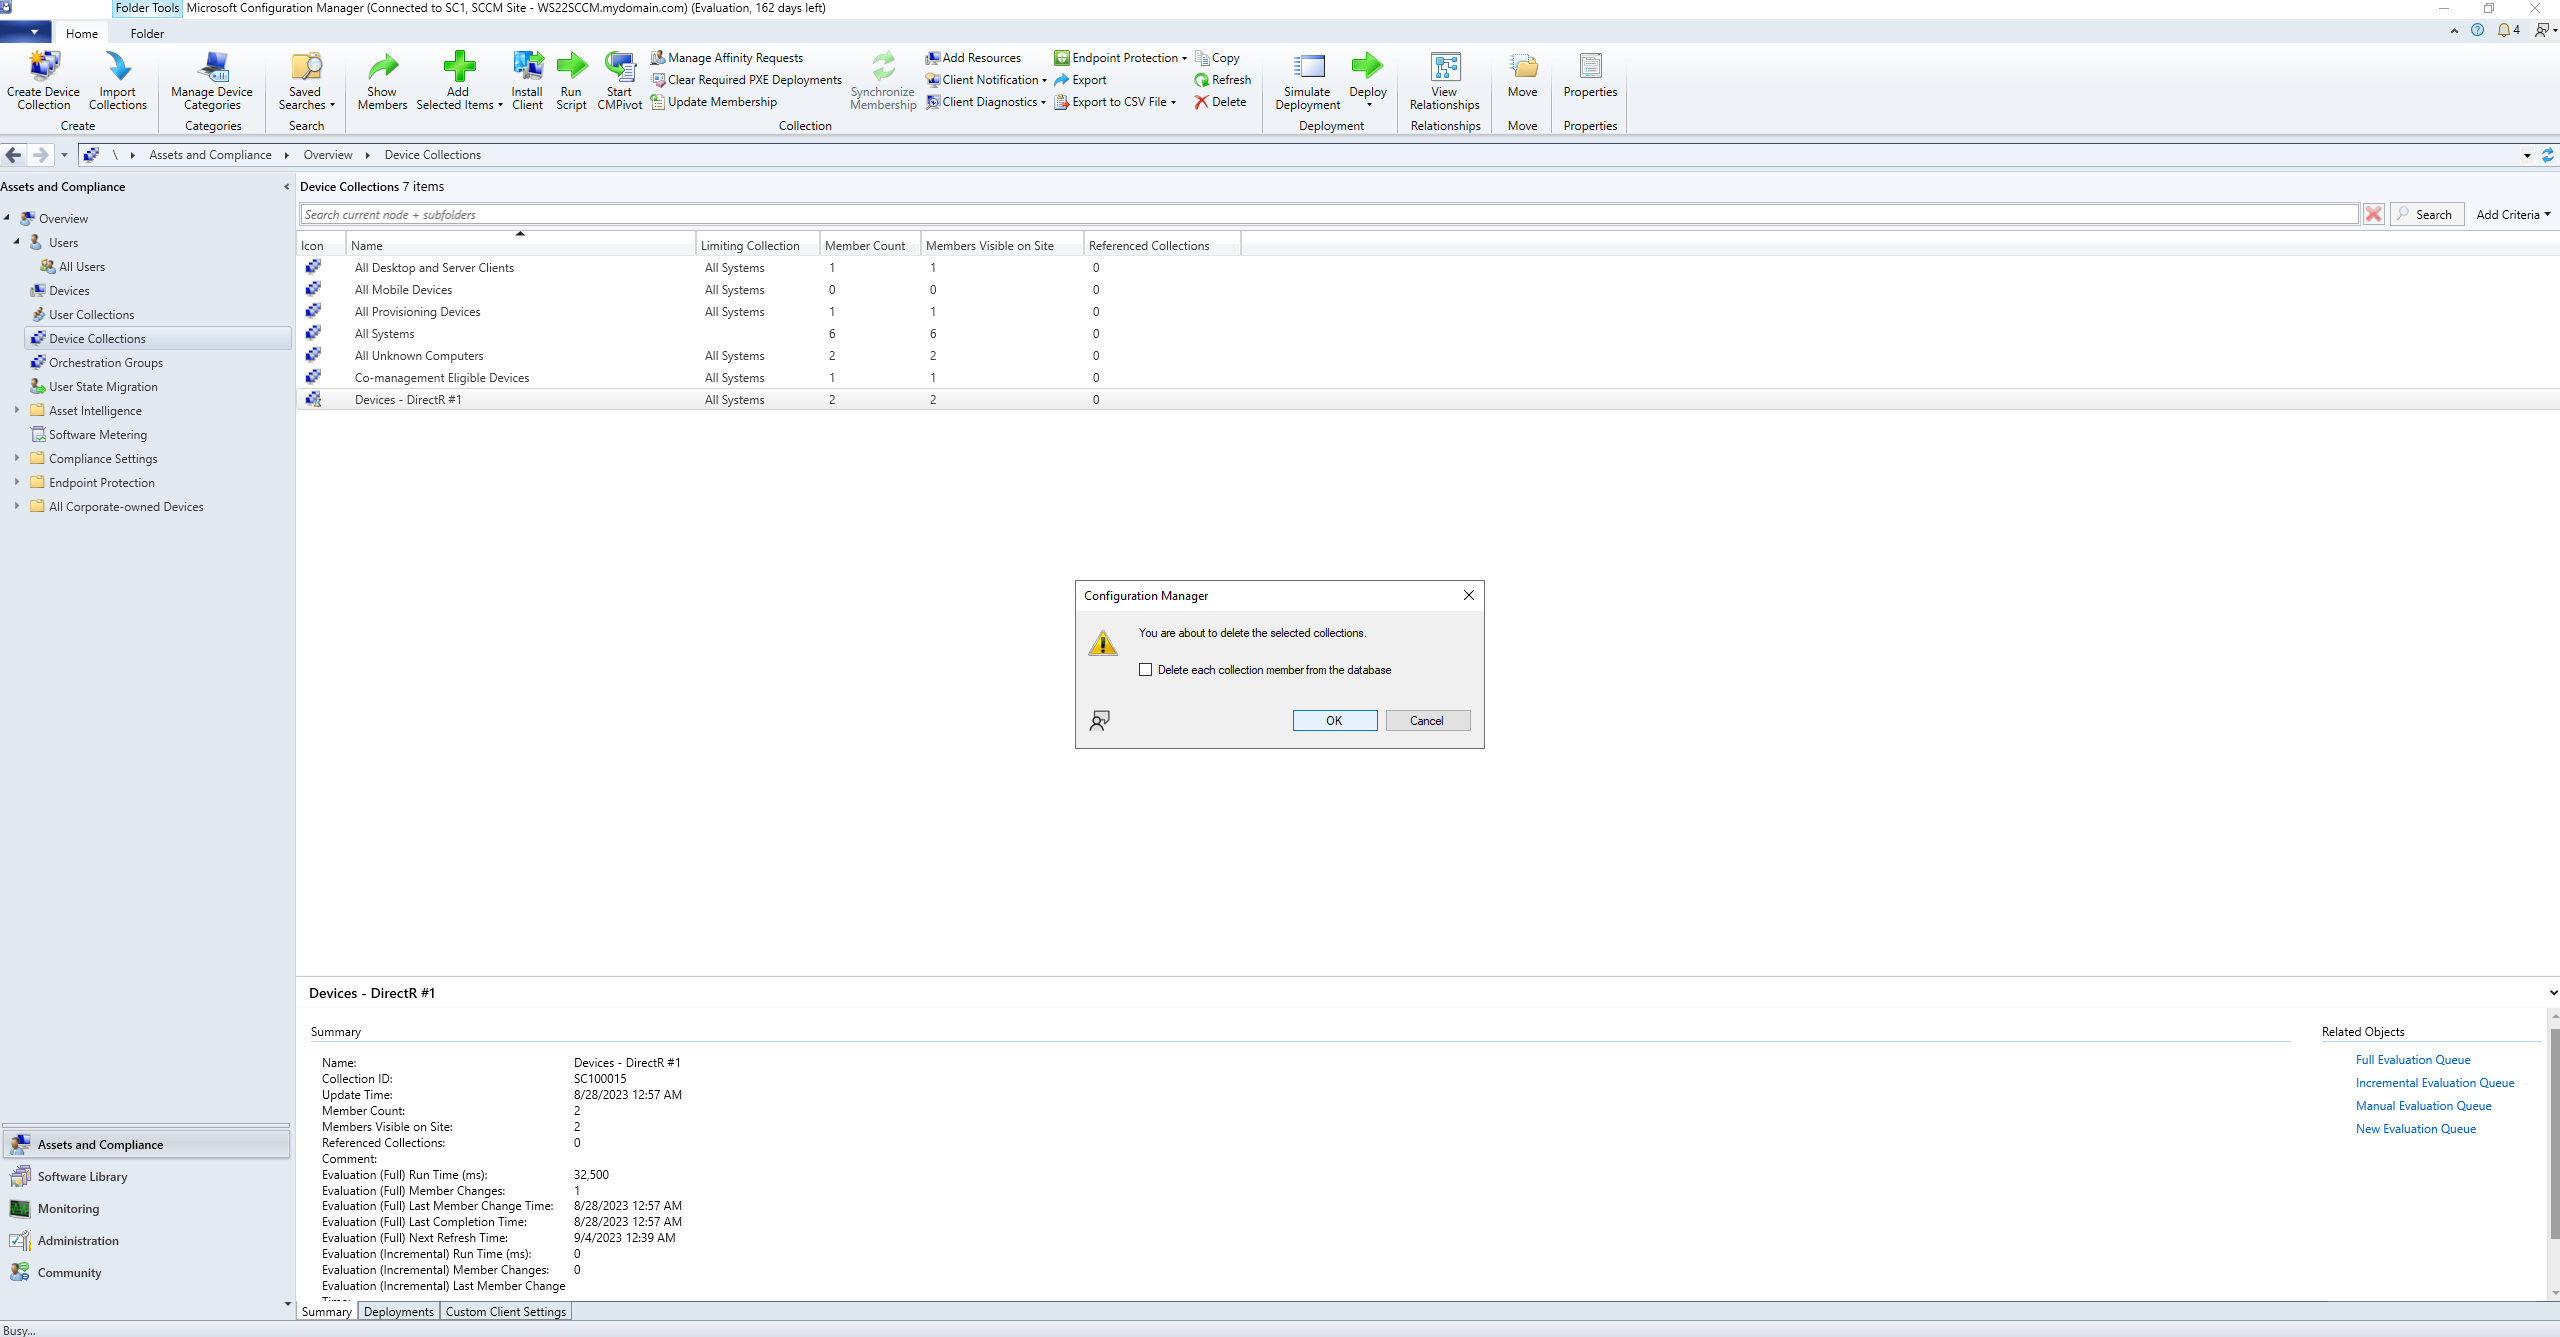 Folder Tools Microsoft Configuration Manager (Connected to SC1, SCCM Site - WS22SCCM.mydomain.com) (Evaluation, 162 days left)
Home Folder
4
Create Device Collection
Import Collections
Create
Manage Device Categories
Categories
Saved Searches
Search
Show Members
Add Selected Items
Install Client
Run Script
Start CMPivot
Manage Affinity Requests
Clear Required PXE Deployments
Update Membership
Synchronize Membership
Add Resources
Client Notification
Client Diagnostics
Endpoint Protection
Export
Export to CSV File
Copy
Refresh
Delete
Collection
Simulate Deployment
Deploy
Deployment
View Relationships
Relationships
Move
Move
Properties
Properties
\ Assets and Compliance Overview Device Collections
Assets and Compliance
Overview
Users
All Users
Devices
User Collections
Device Collections
Orchestration Groups
User State Migration
Asset Intelligence
Software Metering
Compliance Settings
Endpoint Protection
All Corporate-owned Devices
Assets and Compliance
Software Library
Monitoring
Administration
Community
Device Collections 7 items
Search current node + subfolders
Search Add Criteria
Icon Name Limiting Collection Member Count Members Visible on Site Referenced Collections
All Desktop and Server Clients All Systems 1 1 0
All Mobile Devices All Systems 0 0 0
All Provisioning Devices All Systems 1 1 0
All Systems 6 6 0
All Unknown Computers All Systems 2 2 0
Co-management Eligible Devices All Systems 1 1 0
Devices - DirectR #1 All Systems 2 2 0
Configuration Manager
You are about to delete the selected collections.
Delete each collection member from the database
OK Cancel
Devices - DirectR #1
Summary
Name: Devices - DirectR #1
Collection ID: SC100015
Update Time: 8/28/2023 12:57 AM
Member Count: 2
Members Visible on Site: 2
Referenced Collections: 0
Comment:
Evaluation (Full) Run Time (ms): 32,500
Evaluation (Full) Member Changes: 1
Evaluation (Full) Last Member Change Time: 8/28/2023 12:57 AM
Evaluation (Full) Last Completion Time: 8/28/2023 12:57 AM
Evaluation (Full) Next Refresh Time: 9/4/2023 12:39 AM
Evaluation (Incremental) Run Time (ms): 0
Evaluation (Incremental) Member Changes: 0
Evaluation (Incremental) Last Member Change
Time:
Related Objects
Full Evaluation Queue
Incremental Evaluation Queue
Manual Evaluation Queue
New Evaluation Queue
Summary Deployments Custom Client Settings
Busy...